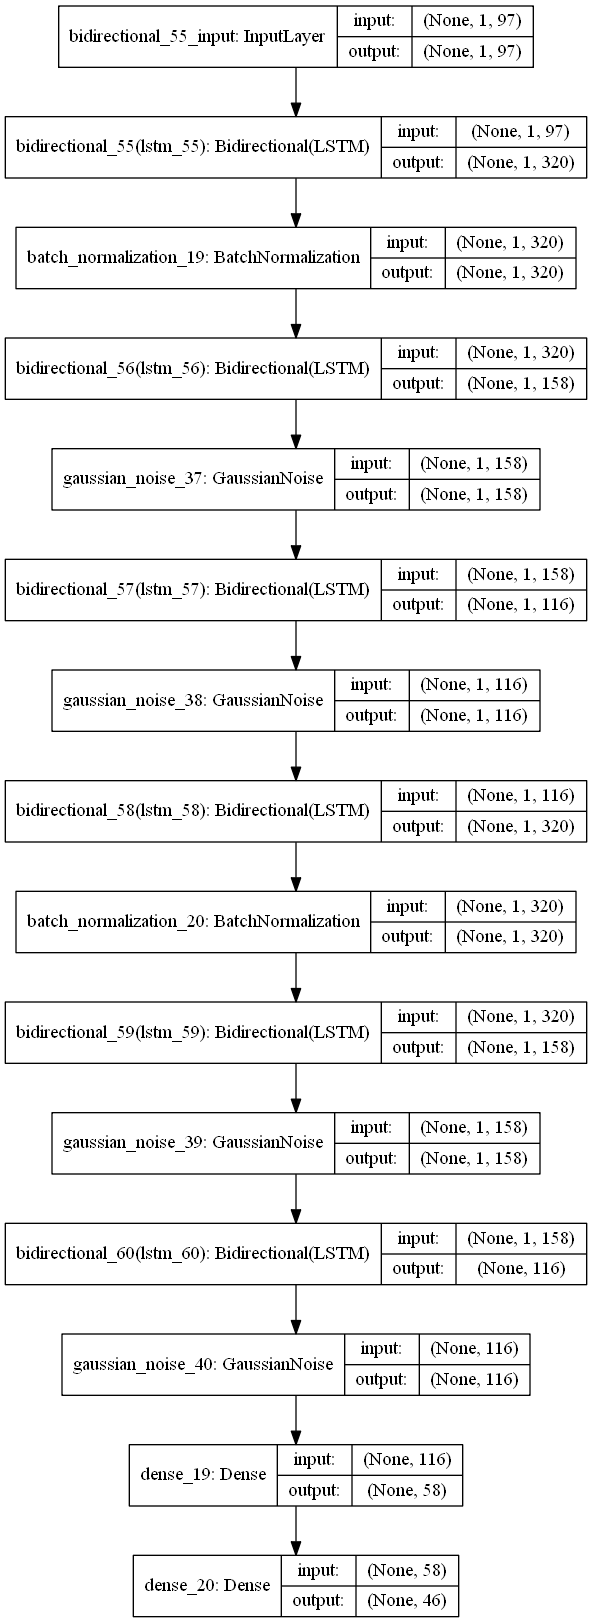 bidirectional_55_input: InputLayer
input: (None, 1, 97)
output: (None, 1, 97)
bidirectional_55(lstm_55): Bidirectional(LSTM)
input: (None, 1, 97)
output: (None, 1, 320)
batch_normalization_19: BatchNormalization
input: (None, 1, 320)
output: (None, 1, 320)
bidirectional_56(lstm_56): Bidirectional(LSTM)
input: (None, 1, 320)
output: (None, 1, 158)
gaussian_noise_37: GaussianNoise
input: (None, 1, 158)
output: (None, 1, 158)
bidirectional_57(lstm_57): Bidirectional(LSTM)
input: (None, 1, 158)
output: (None, 1, 116)
gaussian_noise_38: GaussianNoise
input: (None, 1, 116)
output: (None, 1, 116)
bidirectional_58(lstm_58): Bidirectional(LSTM)
input: (None, 1, 116)
output: (None, 1, 320)
batch_normalization_20: BatchNormalization
input: (None, 1, 320)
output: (None, 1, 320)
bidirectional_59(lstm_59): Bidirectional(LSTM)
input: (None, 1, 320)
output: (None, 1, 158)
gaussian_noise_39: GaussianNoise
input: (None, 1, 158)
output: (None, 1, 158)
bidirectional_60(lstm_60): Bidirectional(LSTM)
input: (None, 1, 158)
output: (None, 116)
gaussian_noise_40: GaussianNoise
input: (None, 116)
output: (None, 116)
dense_19: Dense
input: (None, 116)
output: (None, 58)
dense_20: Dense
input: (None, 58)
output: (None, 46)